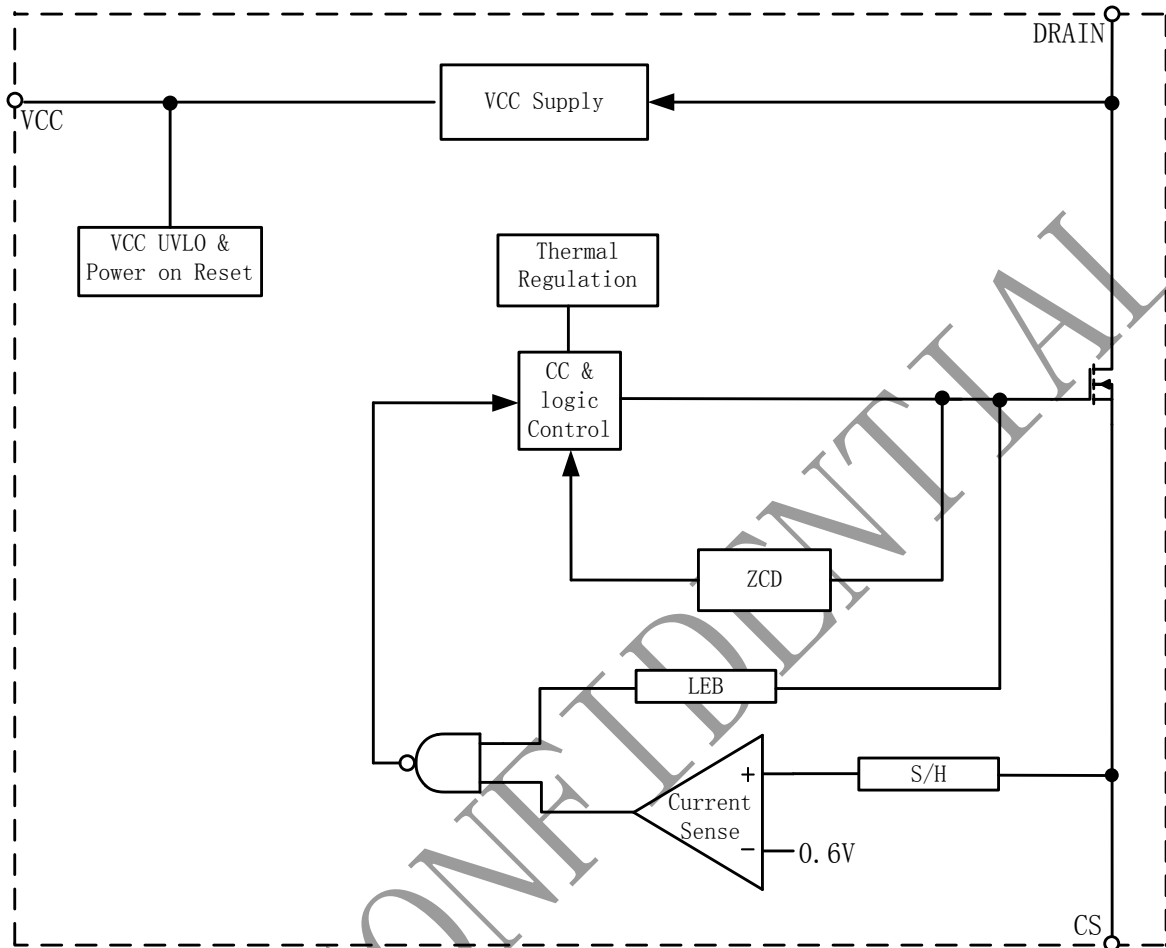 DRAIN
VCC Supply
VCC
VCC UVLO &
Power on Reset
Thermal
Regulation
CC &
logic
Control
ZCD
LEB
S/H
+
Current
Sense
−
0.6V
CS
ONFIDENTIAL